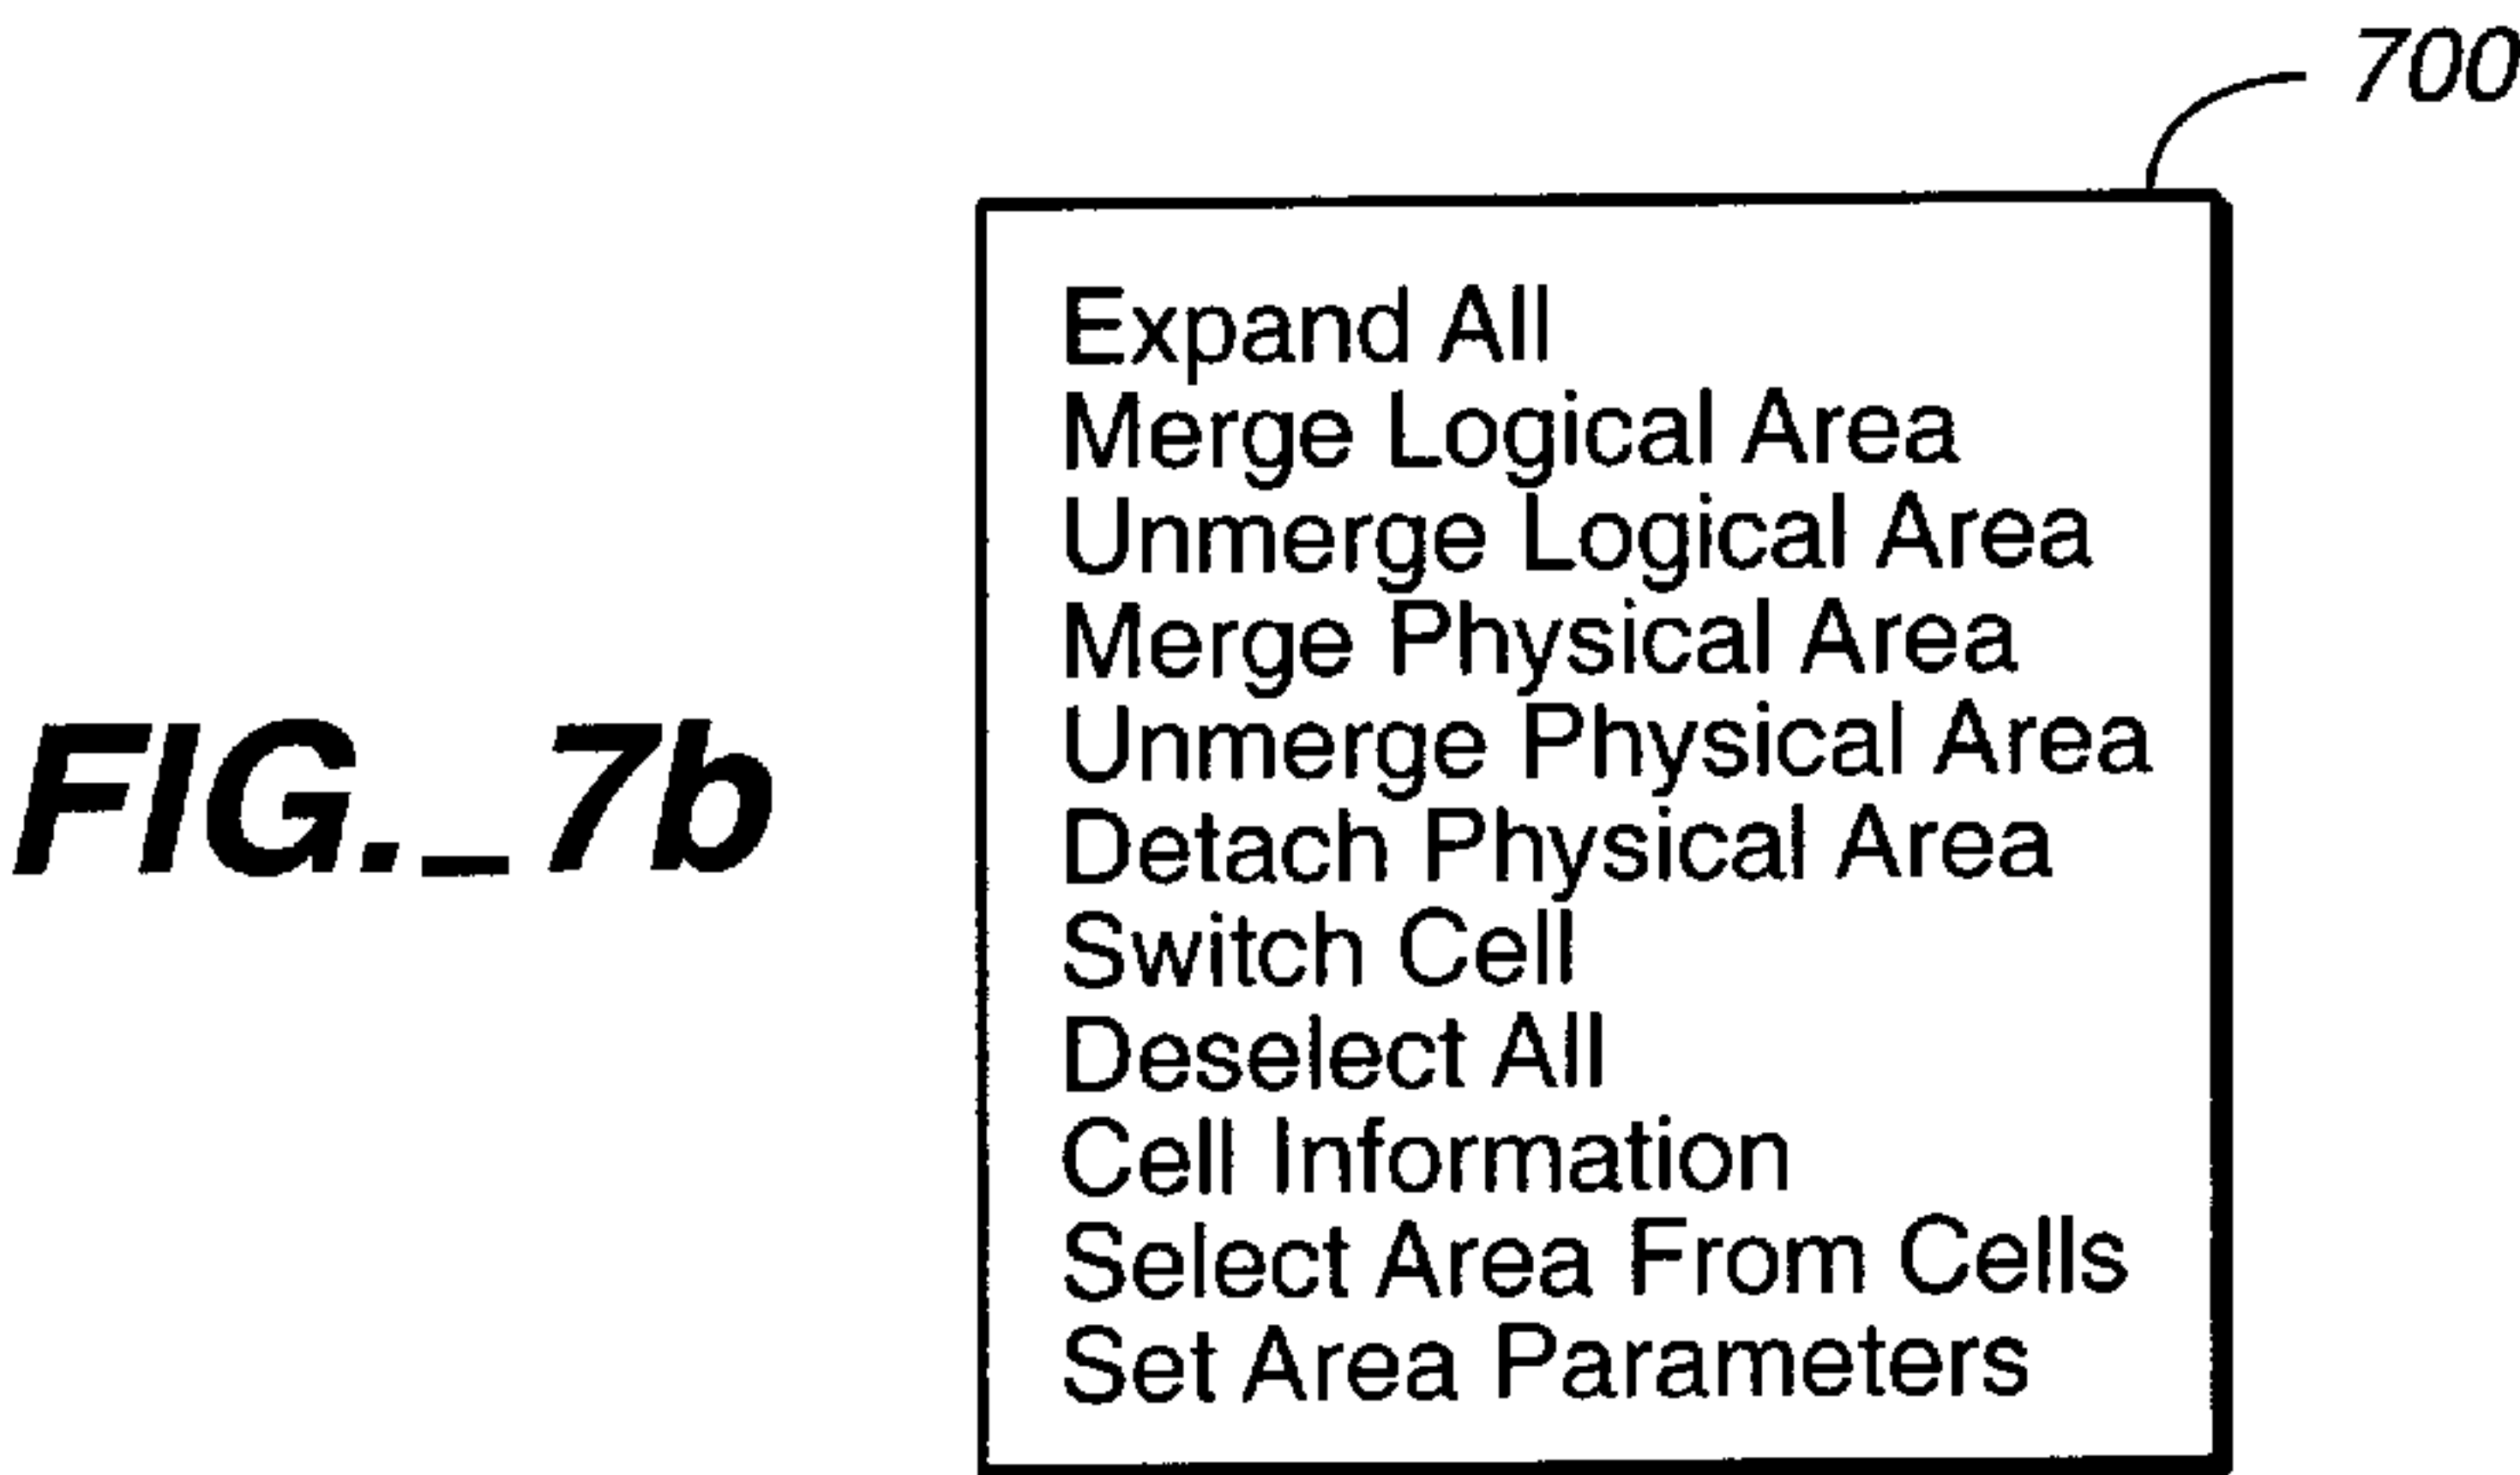 700
Expand All
Merge Logical Area
Unmerge Logical Area
Merge Physical Area
Unmerge Physical Area
Detach Physical Area
Switch Cell
Deselect All
Cell Information
Select Area From Cells
Set Area Parameters
FIG._7b